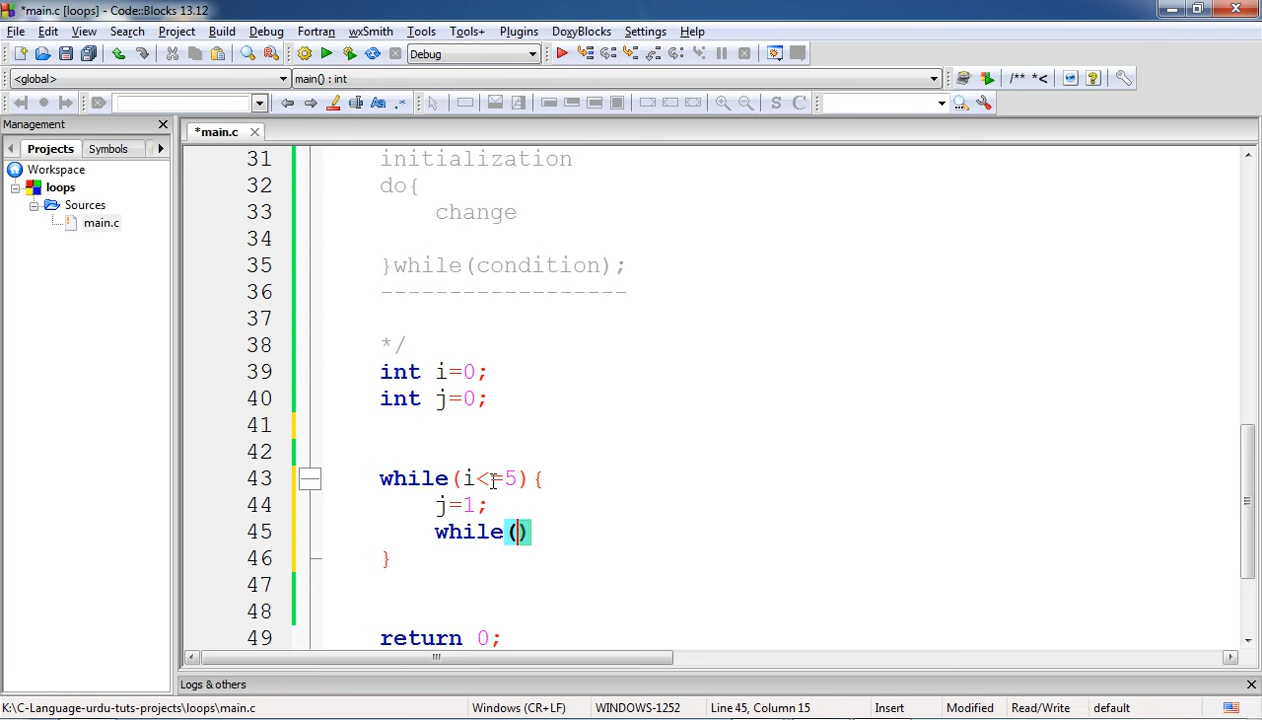 *main.c [loops] - Code::Blocks 13.12
File Edit View Search Project Build Debug Fortran wxSmith Tools Tools+ Plugins DoxyBlocks Settings Help
Debug
<global> main() : int /** *<
Aa .* S C
Management
Projects Symbols
*main.c
Workspace
loops
Sources
main.c
31 initialization
32 do{
33 change
34
35 }while(condition);
36 ------------------
37
38 */
39 int i=0;
40 int j=0;
41
42
43 while(i<=5){
44 j=1;
45 while()
46 }
47
48
49 return 0;
Logs & others
K:\C-Language-urdu-tuts-projects\loops\main.c Windows (CR+LF) WINDOWS-1252 Line 45, Column 15 Insert Modified Read/Write default